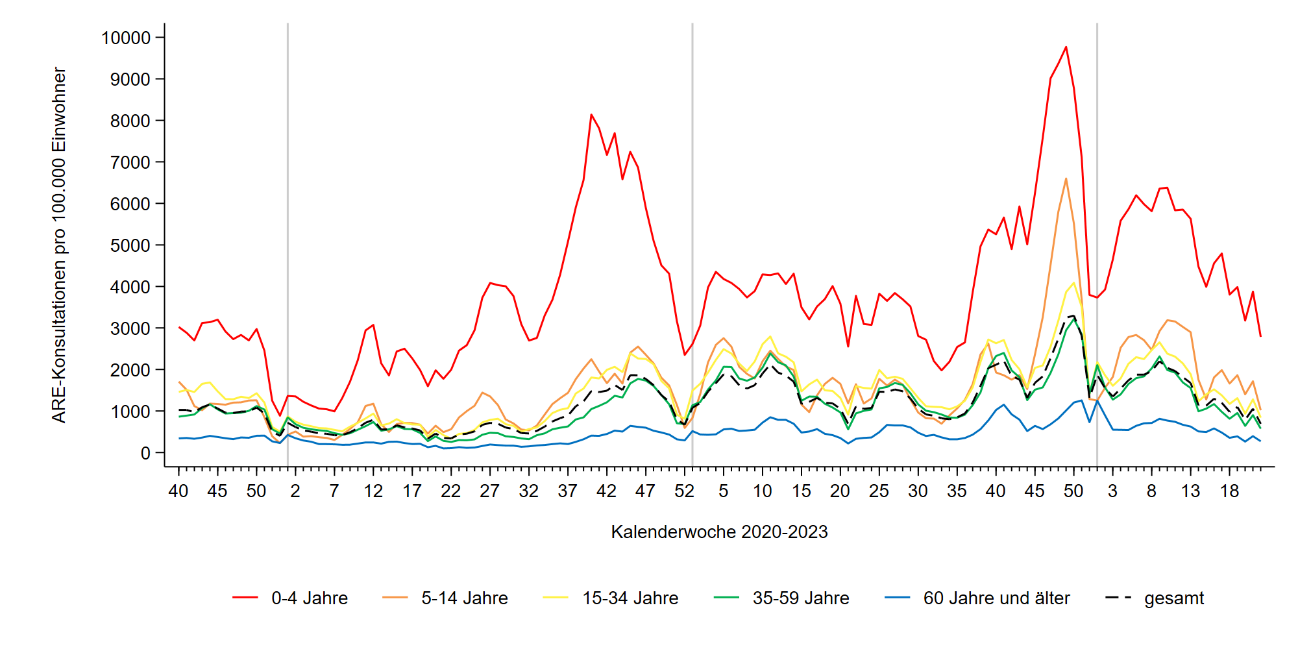 ARE-Konsultationen pro 100.000 Einwohner
10000
9000
8000
7000
6000
5000
4000
3000
2000
1000
0
40 45 50 2 7 12 17 22 27 32 37 42 47 52 5 10 15 20 25 30 35 40 45 50 3 8 13 18
Kalenderwoche 2020-2023
0-4 Jahre 5-14 Jahre 15-34 Jahre 35-59 Jahre 60 Jahre und älter gesamt